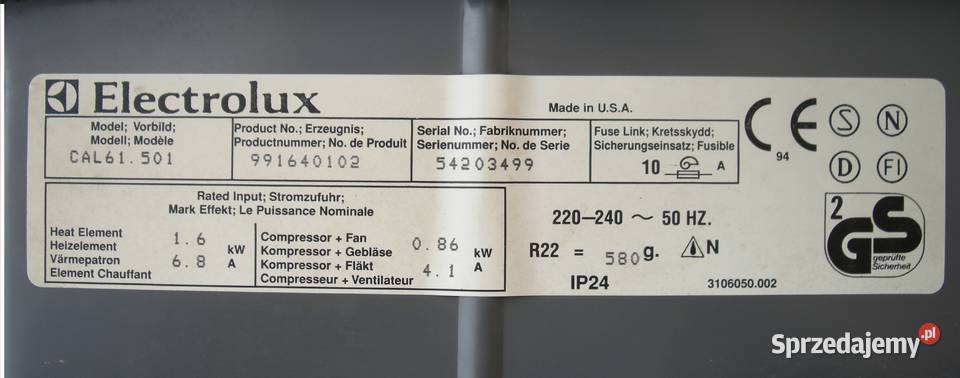 Electrolux
Made in U.S.A.
Model; Vorbild;
Modell; Modèle
CAL61.501
Product No.; Erzeugnis;
Productnummer; No. de Produit
991640102
Serial No.; Fabriknummer;
Serienummer; No. de Serie
54203499
Fuse Link; Kretsskydd;
Sicherungseinsatz; Fusible
10 A
CE
94
S N
D FI
Rated Input; Stromzufuhr;
Mark Effekt; Le Puissance Nominale
Heat Element
Heizelement
Värmepatron
Element Chauffant
1.6 kW
6.8 A
Compressor + Fan
Kompressor + Gebläse
Kompressor + Fläkt
Compresseur + Ventilateur
0.86 kW
4.1 A
220–240 ~ 50 HZ.
R22 = 580g. N
IP24
3106050.002
2
GS
geprüfte
Sicherheit
Sprzedajemy.pl